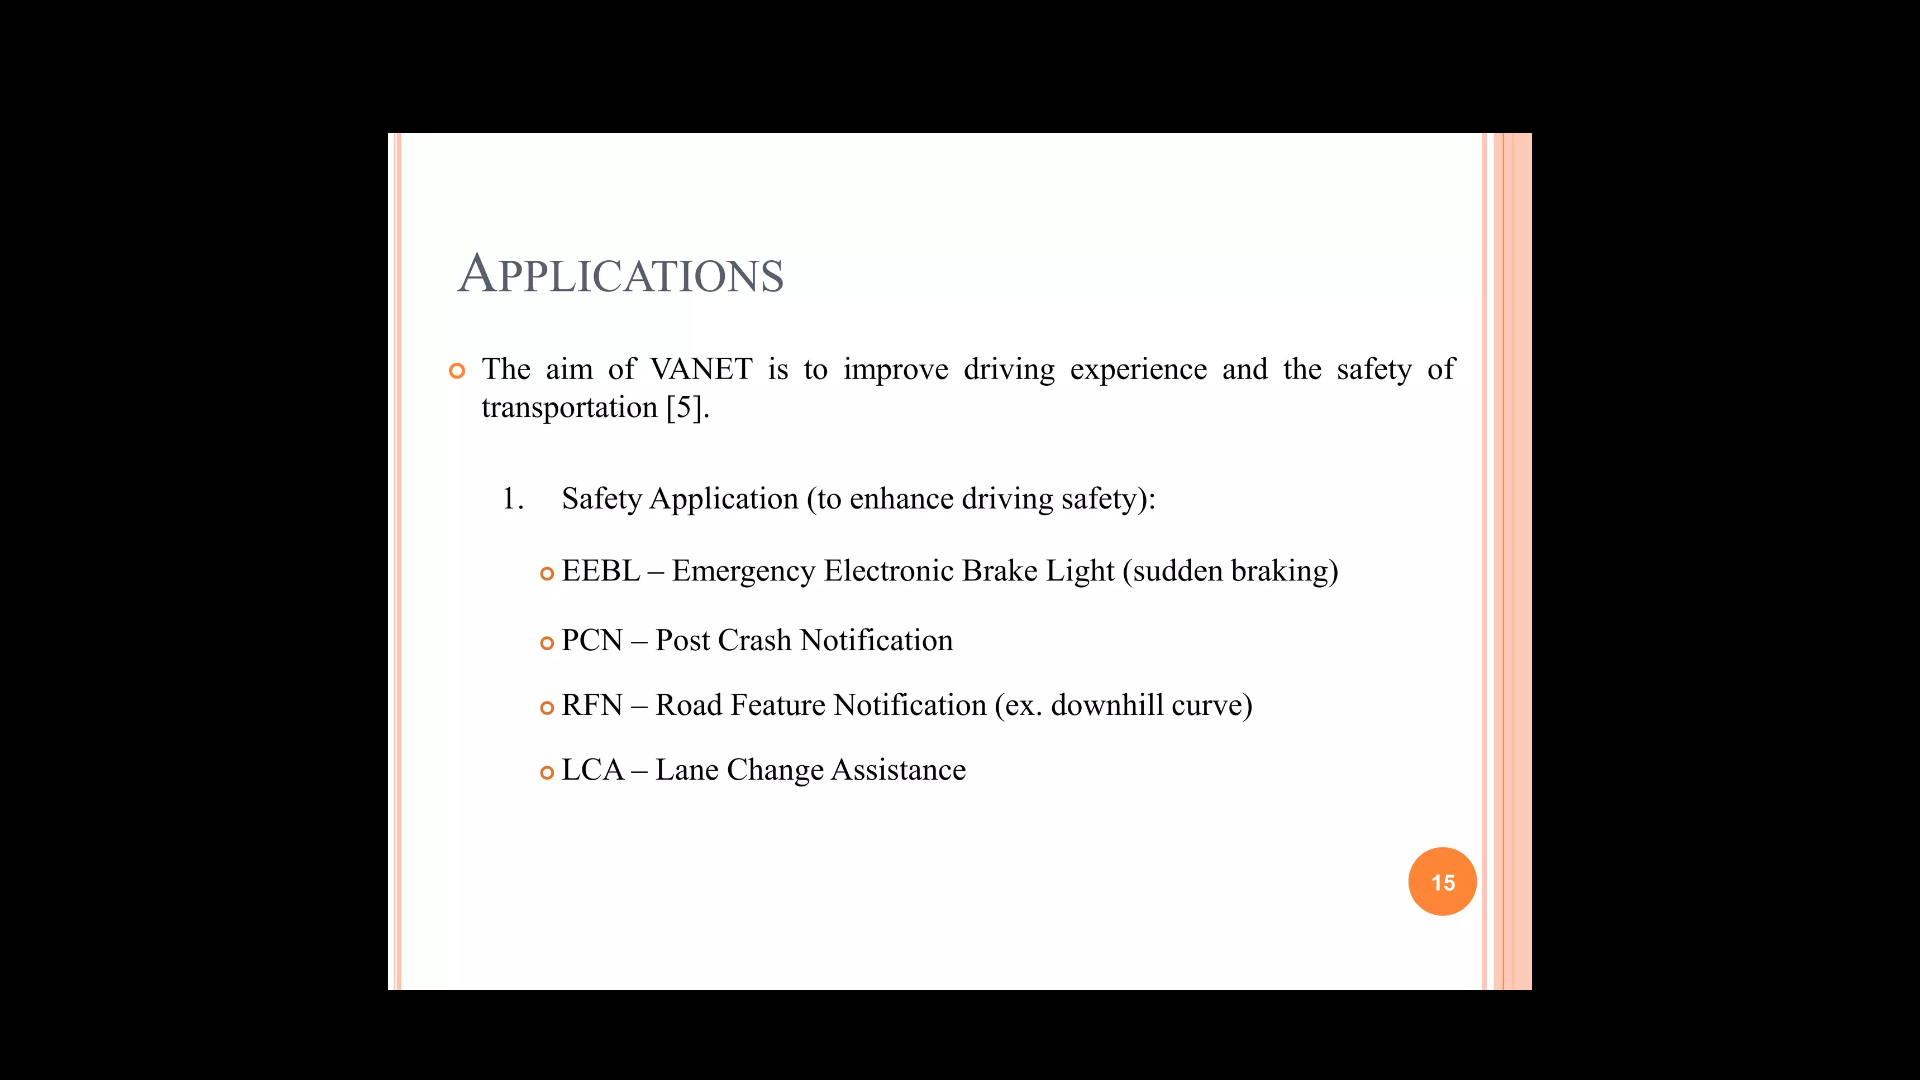 APPLICATIONS
The aim of VANET is to improve driving experience and the safety of
transportation [5].
1. Safety Application (to enhance driving safety):
EEBL – Emergency Electronic Brake Light (sudden braking)
PCN – Post Crash Notification
RFN – Road Feature Notification (ex. downhill curve)
LCA – Lane Change Assistance
15